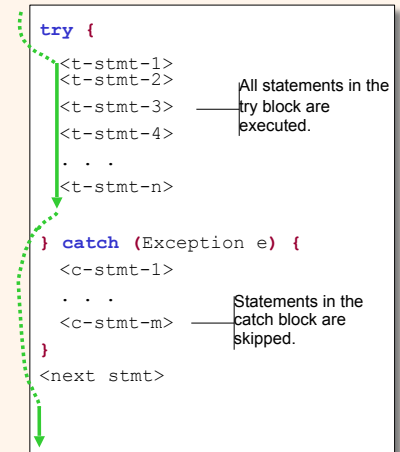 try {
<t-stmt-1>
<t-stmt-2>
<t-stmt-3>
All statements in the
try block are
executed.
<t-stmt-4>
. . .
<t-stmt-n>
} catch (Exception e) {
<c-stmt-1>
. . .
<c-stmt-m>
Statements in the
catch block are
skipped.
}
<next stmt>